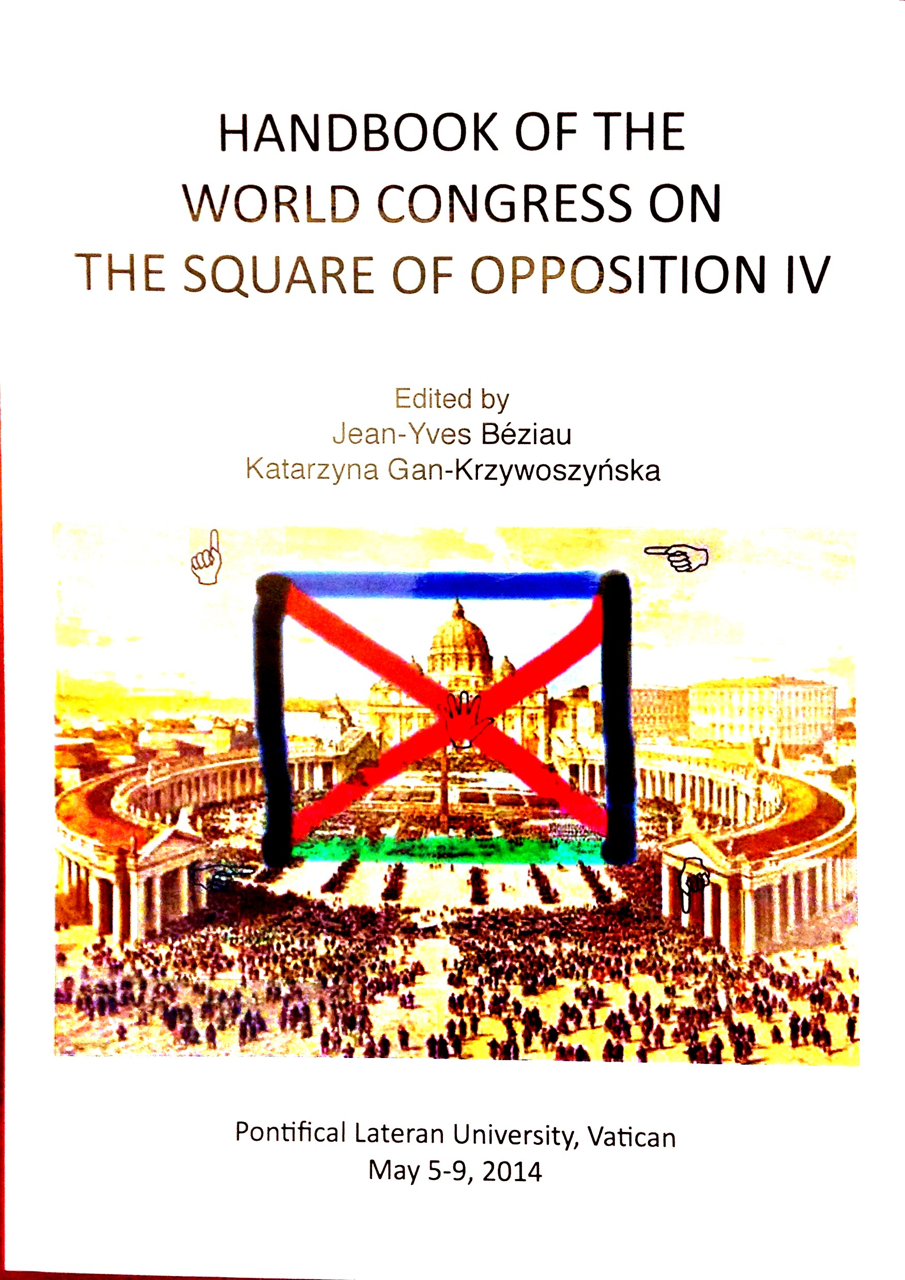 HANDBOOK OF THE
WORLD CONGRESS ON
THE SQUARE OF OPPOSITION IV
Edited by
Jean-Yves Béziau
Katarzyna Gan-Krzywoszyńska
Pontifical Lateran University, Vatican
May 5-9, 2014